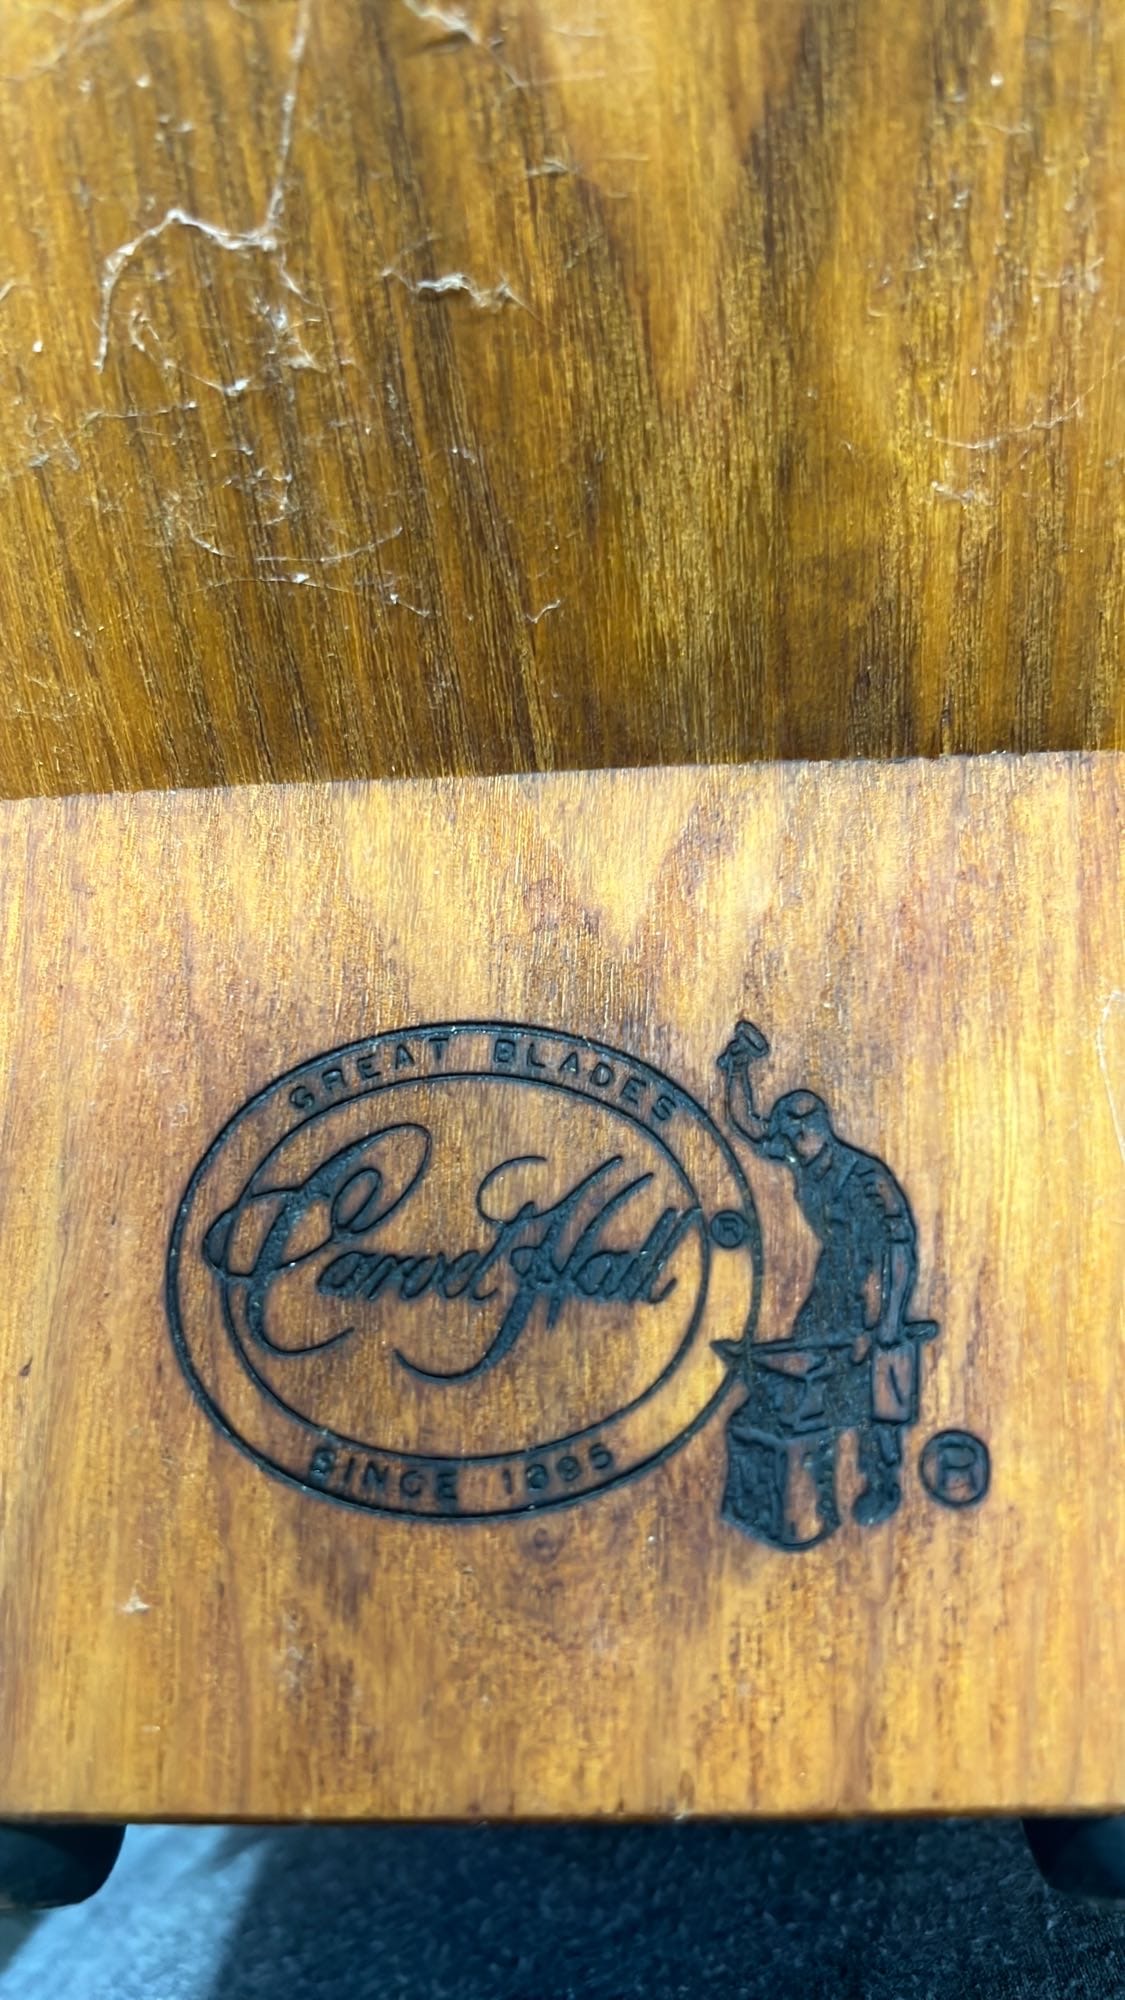 GREAT BLADES
Carvel Hall ®
SINCE 1895
®